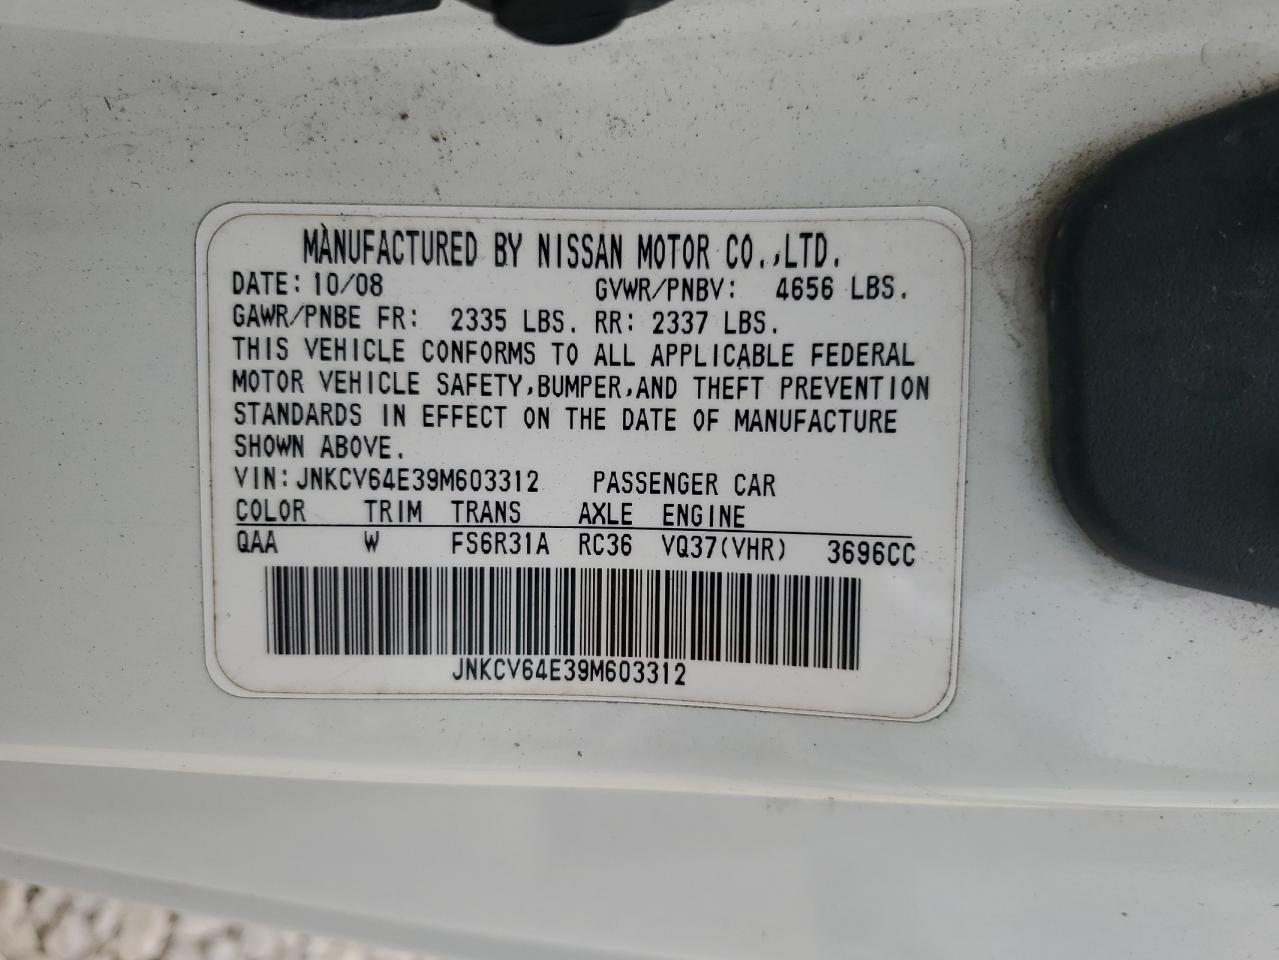 MANUFACTURED BY NISSAN MOTOR CO.,LTD.
DATE: 10/08 GVWR/PNBV: 4656 LBS.
GAWR/PNBE FR: 2335 LBS. RR: 2337 LBS.
THIS VEHICLE CONFORMS TO ALL APPLICABLE FEDERAL
MOTOR VEHICLE SAFETY,BUMPER,AND THEFT PREVENTION
STANDARDS IN EFFECT ON THE DATE OF MANUFACTURE
SHOWN ABOVE.
VIN:JNKCV64E39M603312 PASSENGER CAR
COLOR TRIM TRANS AXLE ENGINE
QAA W FS6R31A RC36 VQ37(VHR) 3696CC
JNKCV64E39M603312